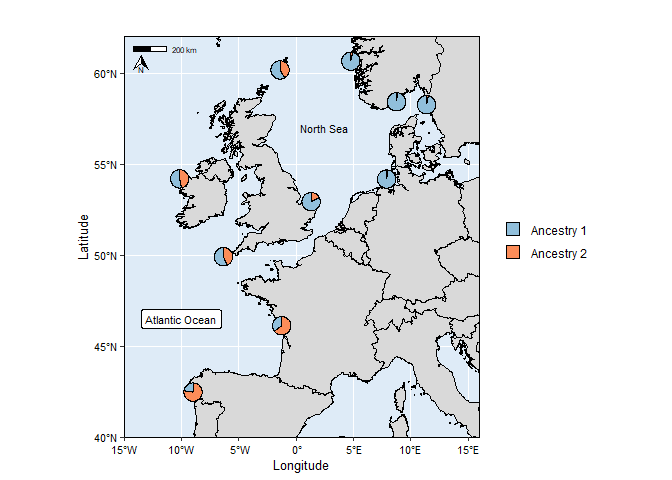 200 km
N
60°N
North Sea
55°N
Latitude
Ancestry 1
Ancestry 2
50°N
Atlantic Ocean
45°N
40°N
15°W 10°W 5°W 0° 5°E 10°E 15°E
Longitude